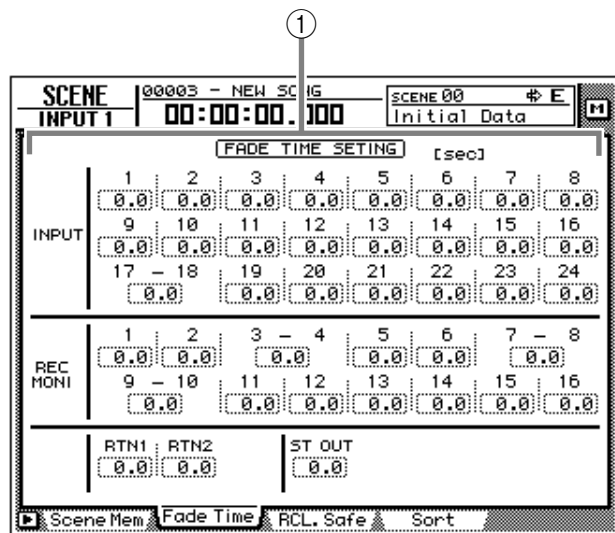 1
SCENE 00003 - NEW SONG SCENE 00 E M
INPUT 1 00:00:00.000 Initial Data
FADE TIME SETING [sec]
1 2 3 4 5 6 7 8
0.0 0.0 0.0 0.0 0.0 0.0 0.0 0.0
9 10 11 12 13 14 15 16
INPUT
0.0 0.0 0.0 0.0 0.0 0.0 0.0 0.0
17 - 18 19 20 21 22 23 24
0.0 0.0 0.0 0.0 0.0 0.0 0.0
1 2 3 - 4 5 6 7 - 8
0.0 0.0 0.0 0.0 0.0 0.0
REC
MONI
9 - 10 11 12 13 14 15 16
0.0 0.0 0.0 0.0 0.0 0.0 0.0
RTN1 RTN2 ST OUT
0.0 0.0 0.0
Scene Mem Fade Time RCL. Safe Sort